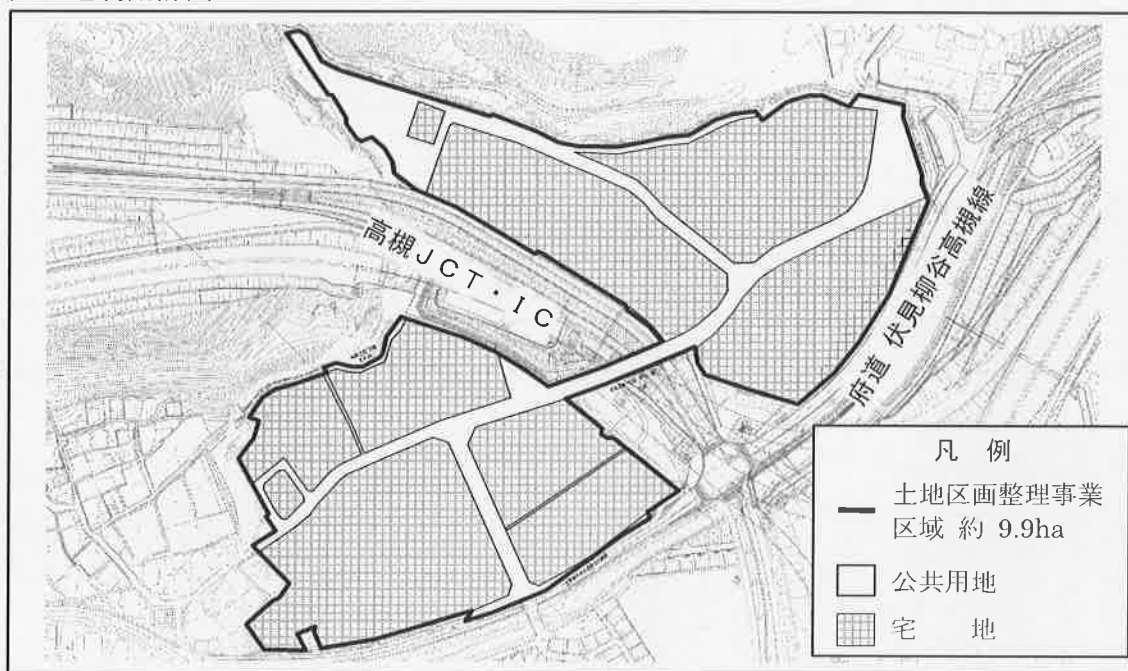 高槻ＪＣＴ・ＩＣ
府道 伏見柳谷高槻線
凡 例
土地区画整理事業
区域 約 9.9ha
公共用地
宅 地